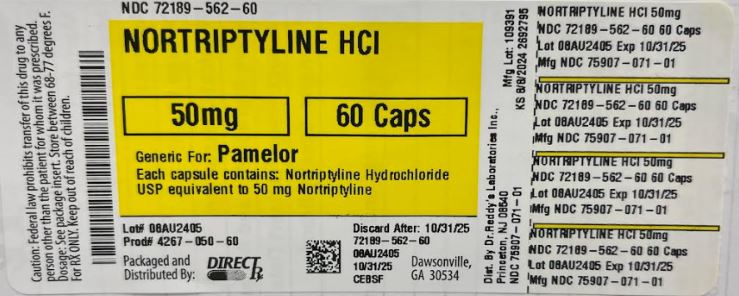 Caution: Federal law prohibits transfer of this drug to any
person other than the patient for whom it was prescribed.
Dosage: See package insert. Store between 68-77 degrees F.
For RX ONLY. Keep out of reach of children.
NDC 72189-562-60
NORTRIPTYLINE HCl
50mg
60 Caps
Generic For: Pamelor
Each capsule contains: Nortriptyline Hydrochloride
USP equivalent to 50 mg Nortriptyline
Lot# 08AU2405
Prod# 4267-050-60
Packaged and
Distributed By:
DIRECT Rx
Discard After: 10/31/25
72189-562-60
08AU2405
10/31/25
CEBSF
Dawsonville,
GA 30534
Mfg Lot: 109391
KS 8/8/2024 2692795
Dist. By Dr.Reddy's Laboratories Inc.,
Princeton, NJ 08540
NDC 75907-071-01
NORTRIPTYLINE HCl 50mg
NDC 72189-562-60 60 Caps
Lot 08AU2405 Exp 10/31/25
Mfg NDC 75907-071-01
NORTRIPTYLINE HCl 50mg
NDC 72189-562-60 60 Caps
Lot 08AU2405 Exp 10/31/25
Mfg NDC 75907-071-01
NORTRIPTYLINE HCl 50mg
NDC 72189-562-60 60 Caps
Lot 08AU2405 Exp 10/31/25
Mfg NDC 75907-071-01
NORTRIPTYLINE HCl 50mg
NDC 72189-562-60 60 Caps
Lot 08AU2405 Exp 10/31/25
Mfg NDC 75907-071-01